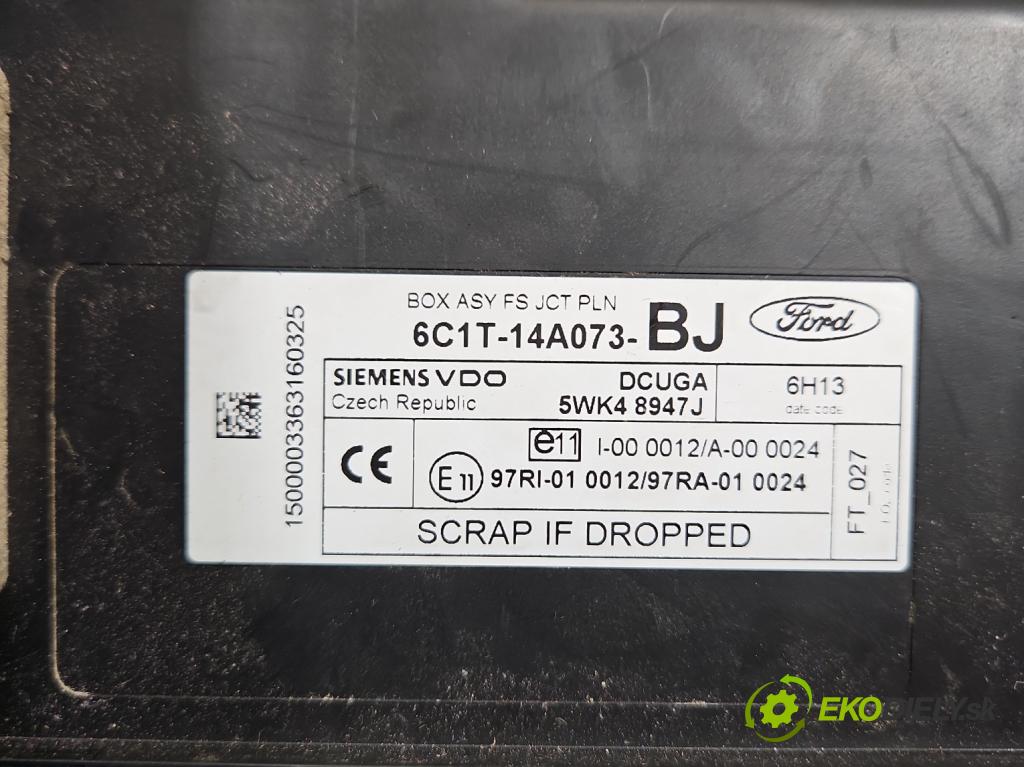 BOX ASY FS JCT PLN
6C1T-14A073-BJ
Ford
150000336316 0325
SIEMENS VDO
Czech Republic
DCUGA
5WK4 8947J
6H13
date code
CE
e11 I-00 0012/A-00 0024
E11 97RI-01 0012/97RA-01 0024
FT_027
SCRAP IF DROPPED
EKODIELY.sk